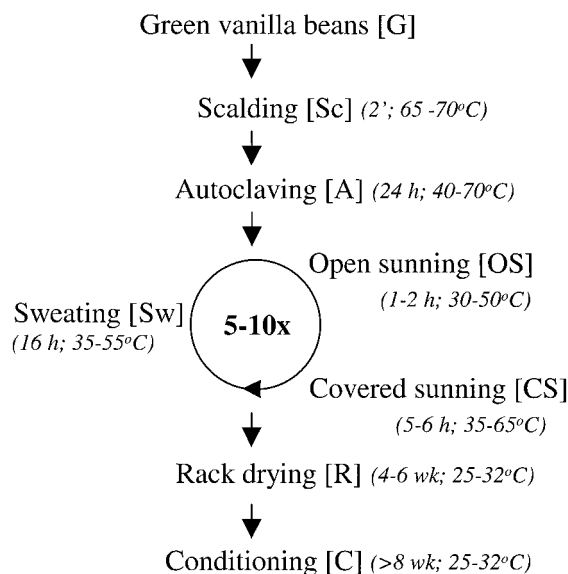 Green vanilla beans [G]
Scalding [Sc] (2'; 65 -70°C)
Autoclaving [A] (24 h; 40-70°C)
Open sunning [OS]
(1-2 h; 30-50°C)
Sweating [Sw]
(16 h; 35-55°C)
5-10x
Covered sunning [CS]
(5-6 h; 35-65°C)
Rack drying [R] (4-6 wk; 25-32°C)
Conditioning [C] (>8 wk; 25-32°C)